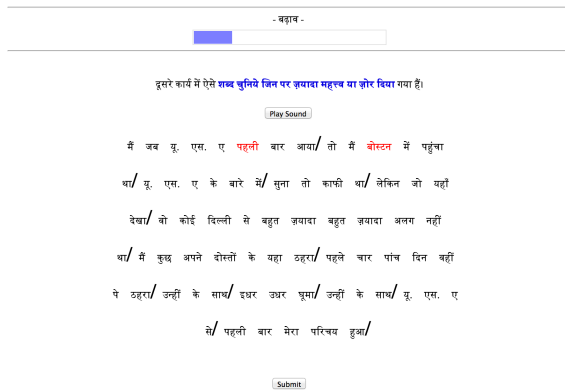 - बढ़ाव -
दूसरे कार्य में ऐसे शब्द चुनिये जिन पर ज़यादा महत्त्व या ज़ोर दिया गया हैं।
Play Sound
मैं जब यू. एस. ए पहली बार आया/ तो मैं बोस्टन में पहुंचा
था/ यू. एस. ए के बारे में/ सुना तो काफी था/ लेकिन जो यहाँ
देखा/ वो कोई दिल्ली से बहुत ज़यादा बहुत ज़यादा अलग नहीं
था/ मैं कुछ अपने दोस्तों के यहा ठहरा/ पहले चार पांच दिन वहीं
पे ठहरा/ उन्हीं के साथ/ इधर उधर घूमा/ उन्हीं के साथ/ यू. एस. ए
से/ पहली बार मेरा परिचय हुआ/
Submit